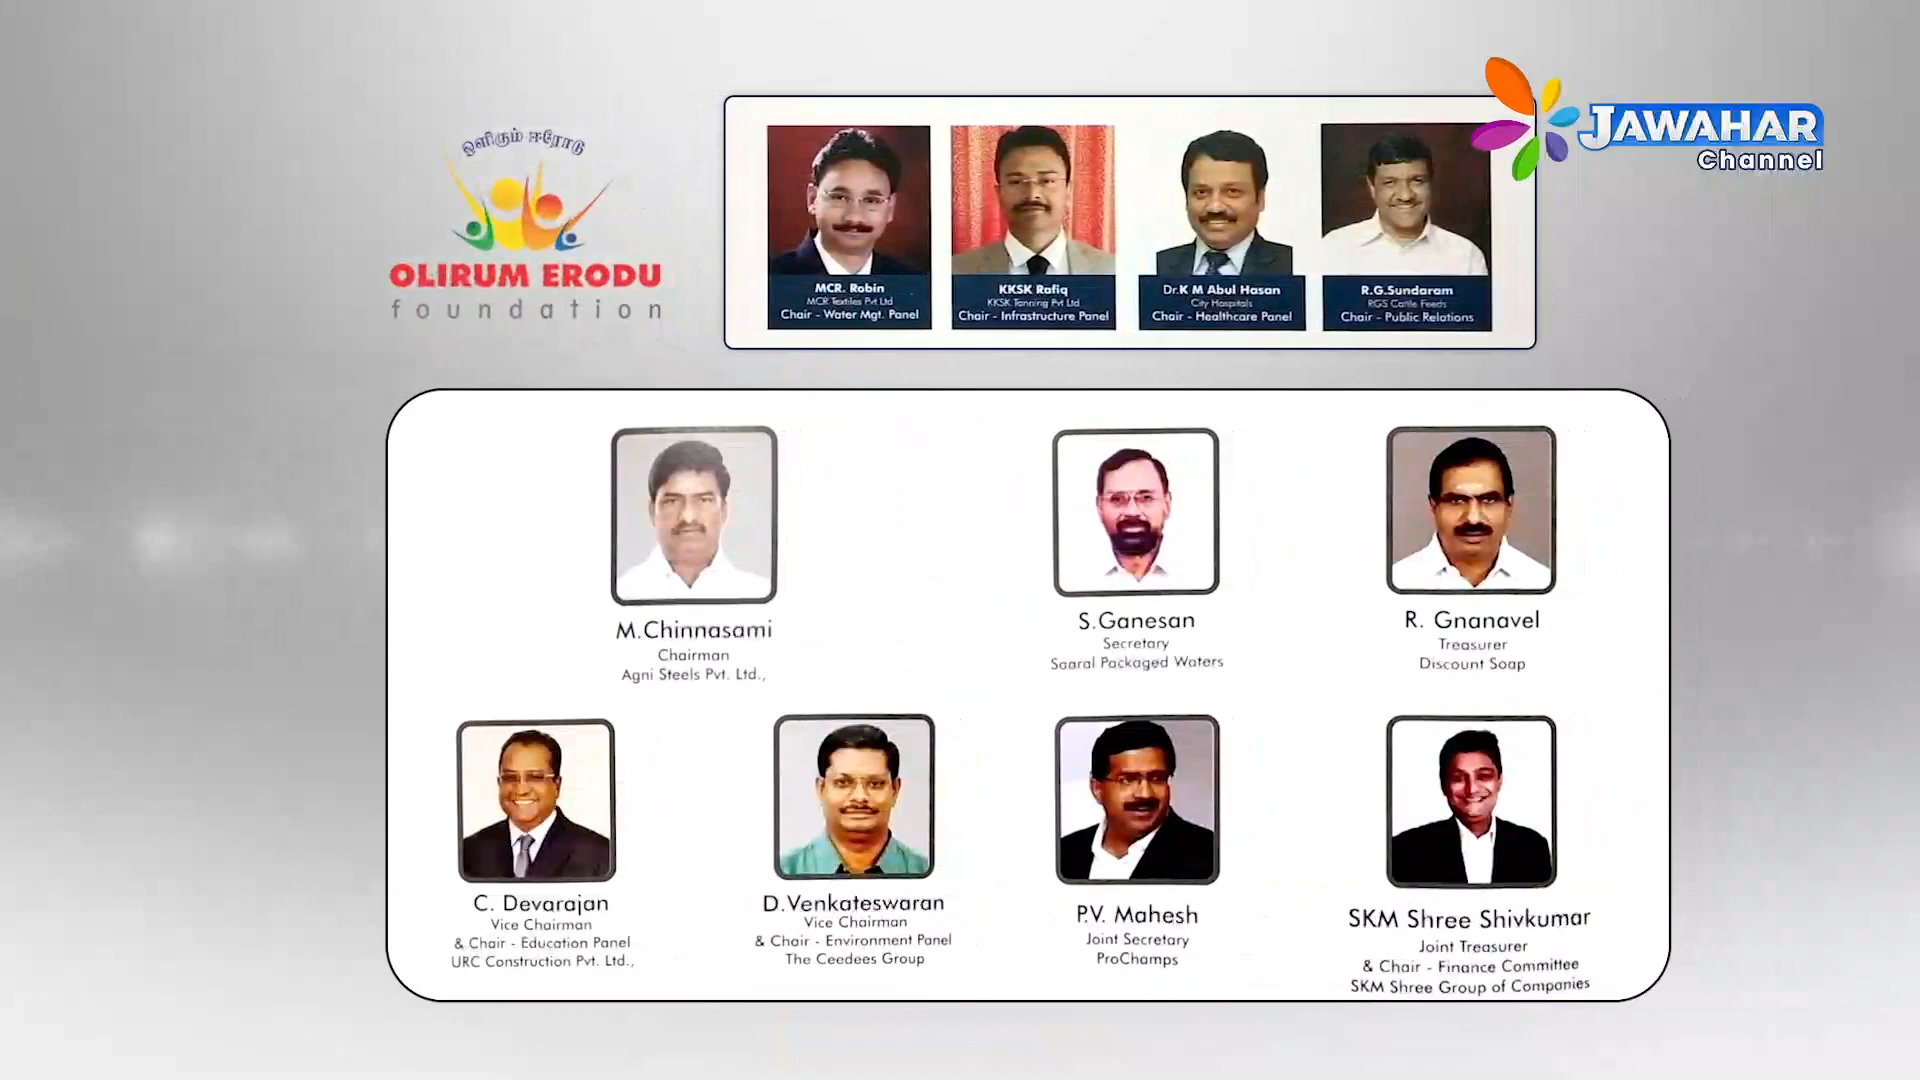 ஒளிரும் ஈரோடு
OLIRUM ERODU
foundation
JAWAHAR
Channel
MCR. Robin
MCR Textiles Pvt Ltd
Chair - Water Mgt. Panel
KKSK Rafiq
KKSK Tanning Pvt Ltd
Chair - Infrastructure Panel
Dr.K M Abul Hasan
City Hospitals
Chair - Healthcare Panel
R.G.Sundaram
RGS Cattle Feeds
Chair - Public Relations
M.Chinnasami
Chairman
Agni Steels Pvt. Ltd.,
S.Ganesan
Secretary
Saaral Packaged Waters
R. Gnanavel
Treasurer
Discount Soap
C. Devarajan
Vice Chairman
& Chair - Education Panel
URC Construction Pvt. Ltd.,
D.Venkateswaran
Vice Chairman
& Chair - Environment Panel
The Ceedees Group
P.V. Mahesh
Joint Secretary
ProChamps
SKM Shree Shivkumar
Joint Treasurer
& Chair - Finance Committee
SKM Shree Group of Companies